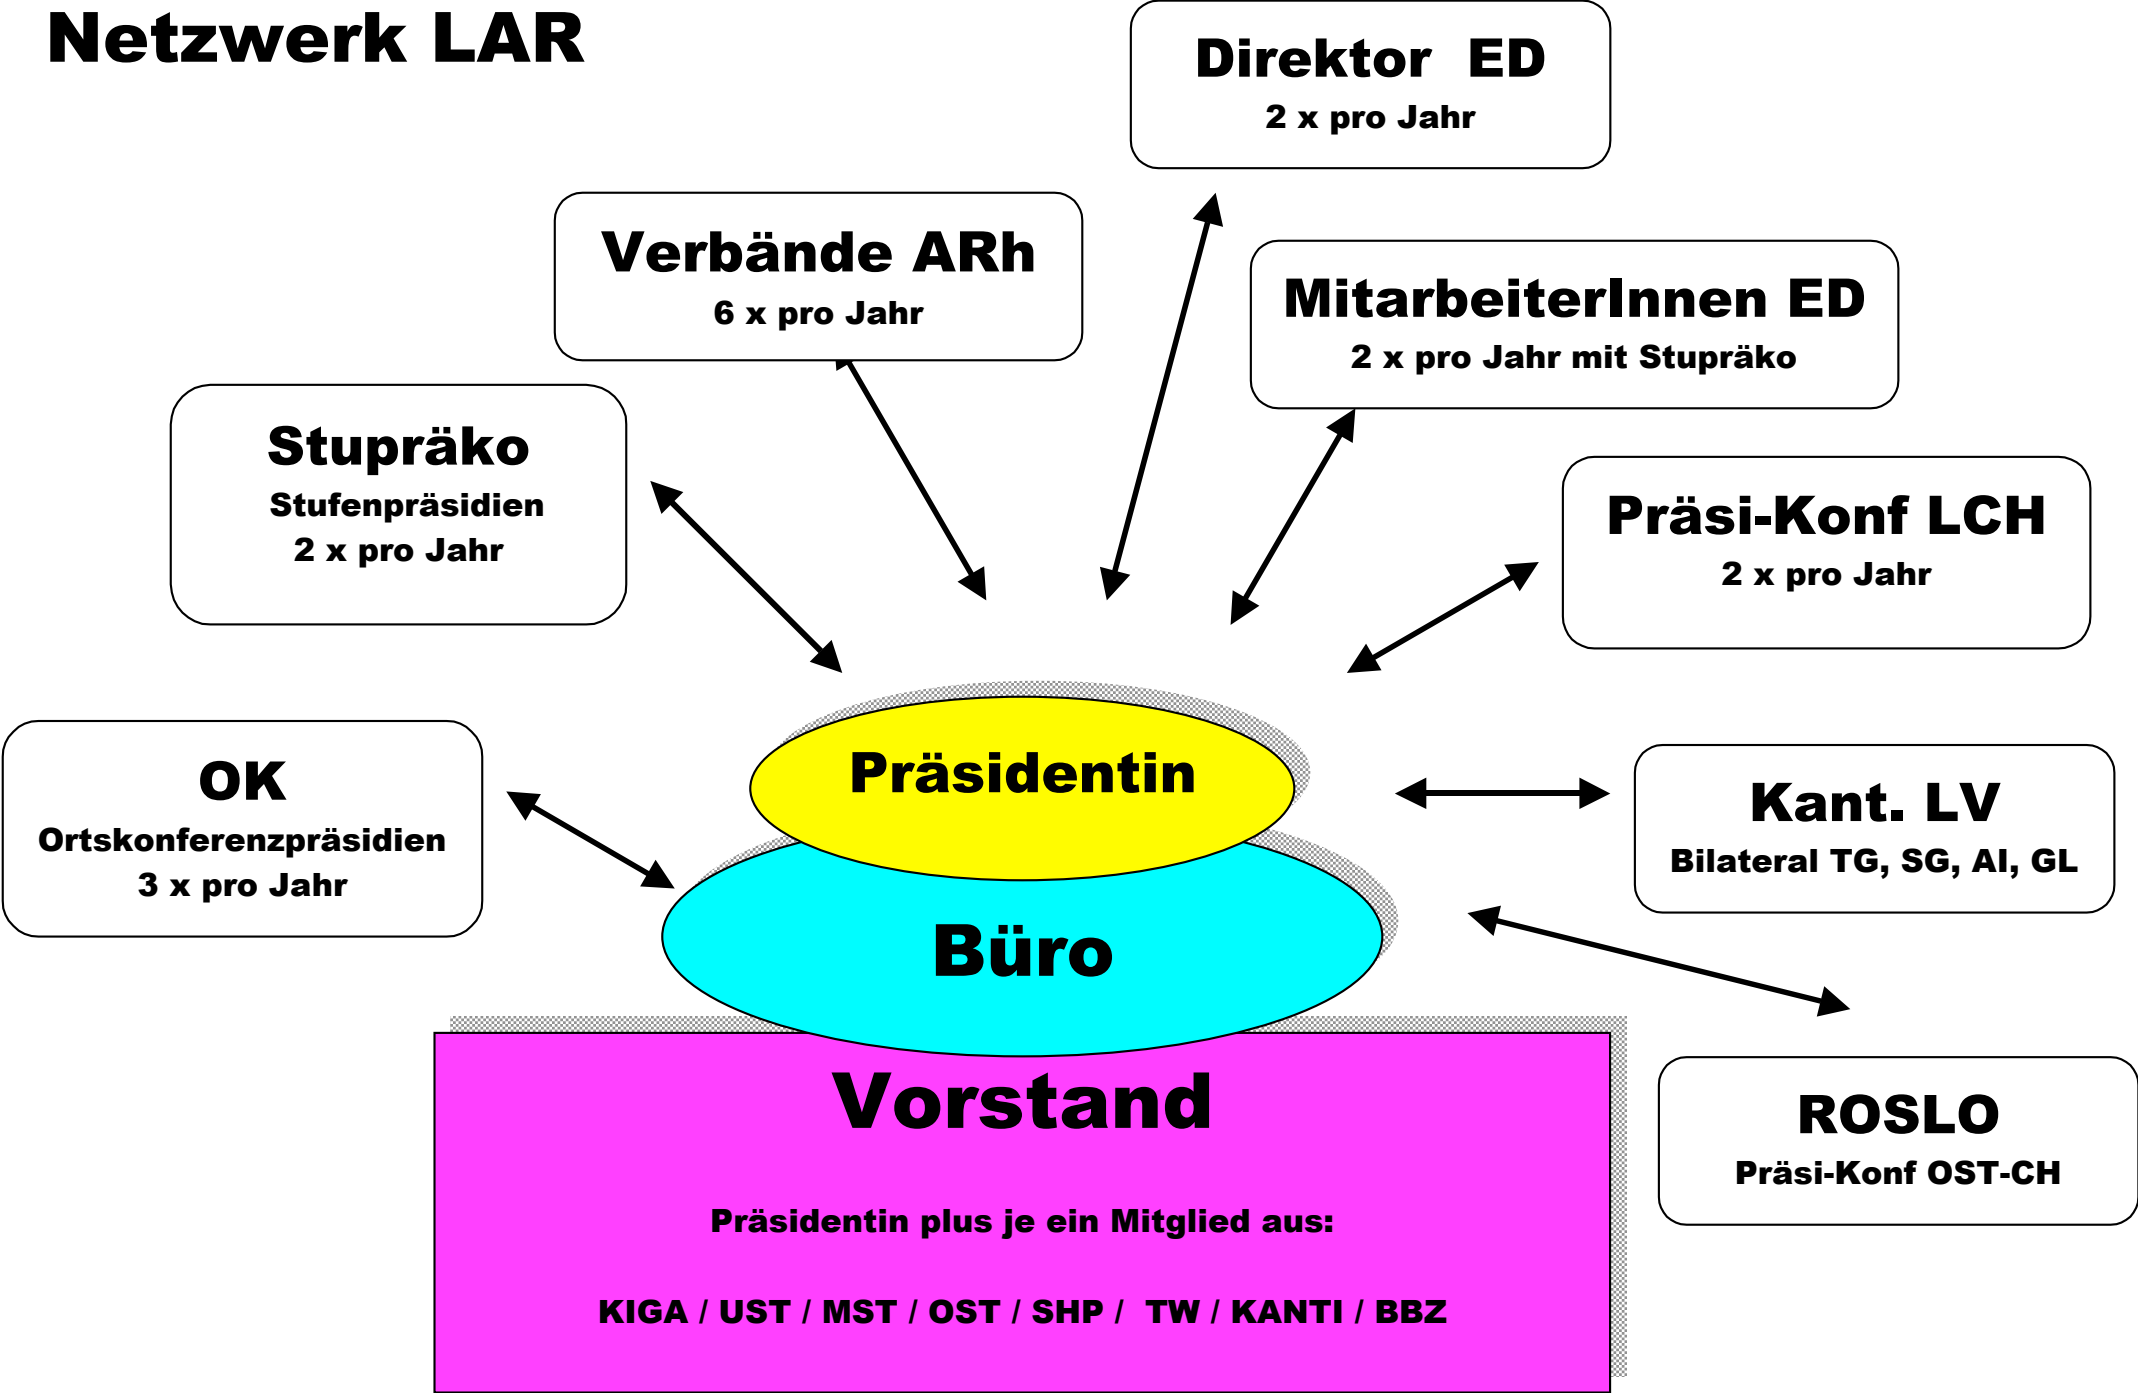 Netzwerk LAR
Direktor ED
2 x pro Jahr
Verbände ARh
6 x pro Jahr
MitarbeiterInnen ED
2 x pro Jahr mit Stupräko
Stupräko
Stufenpräsidien
2 x pro Jahr
Präsi-Konf LCH
2 x pro Jahr
OK
Ortskonferenzpräsidien
3 x pro Jahr
Präsidentin
Kant. LV
Bilateral TG, SG, AI, GL
Büro
ROSLO
Präsi-Konf OST-CH
Vorstand
Präsidentin plus je ein Mitglied aus:
KIGA / UST / MST / OST / SHP / TW / KANTI / BBZ